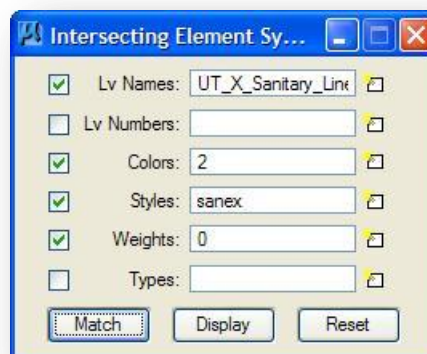 Intersecting Element Sy...
Lv Names: UT_X_Sanitary_Line
Lv Numbers:
Colors: 2
Styles: sanex
Weights: 0
Types:
Match Display Reset